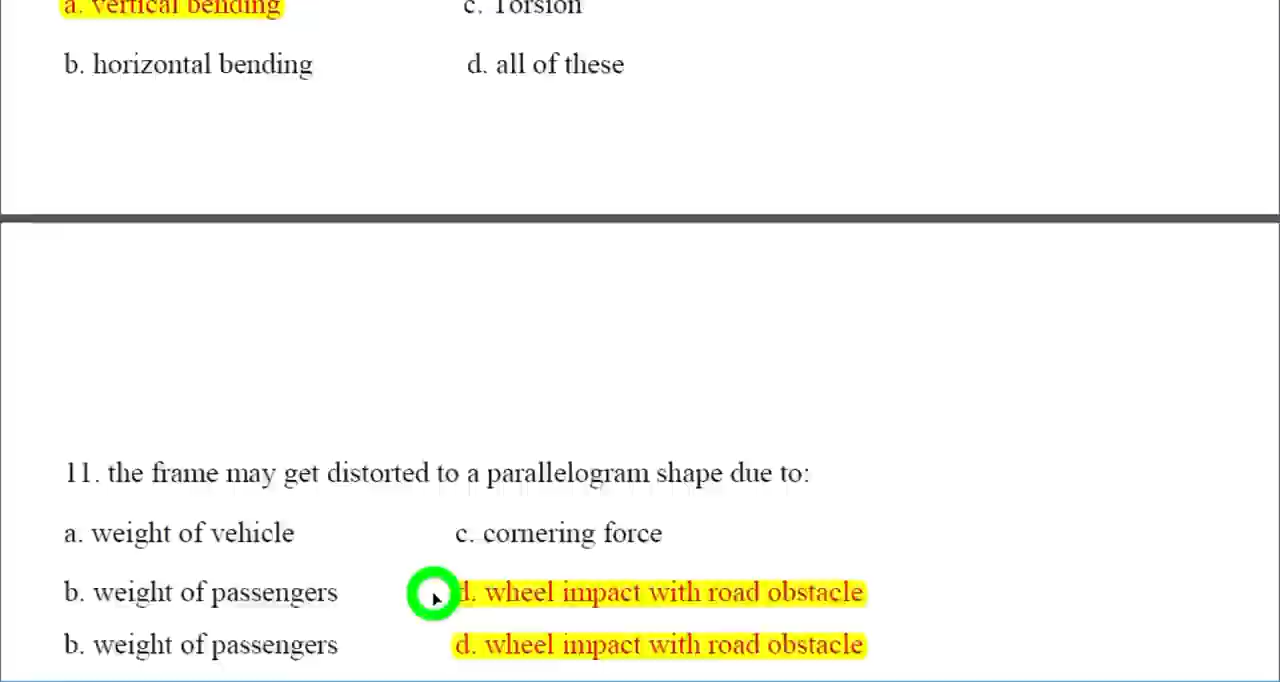 a. vertical bending c. Torsion
b. horizontal bending d. all of these
11. the frame may get distorted to a parallelogram shape due to:
a. weight of vehicle c. cornering force
b. weight of passengers d. wheel impact with road obstacle
b. weight of passengers d. wheel impact with road obstacle